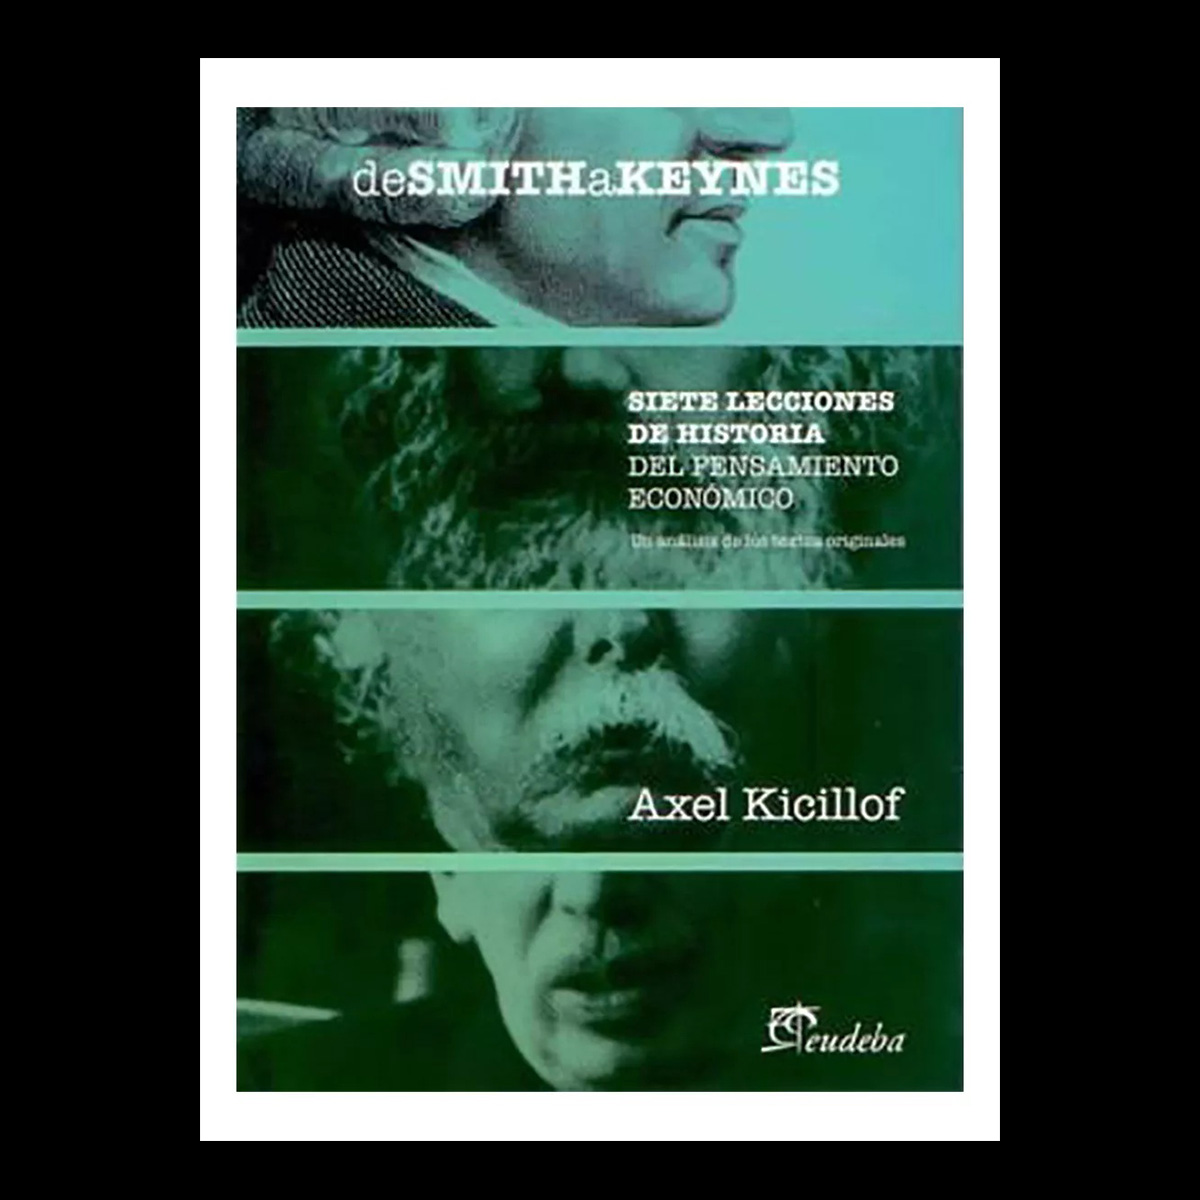 deSMITHaKEYNES
SIETE LECCIONES
DE HISTORIA
DEL PENSAMIENTO
ECONÓMICO
Un análisis de los textos originales
Axel Kicillof
eudeba